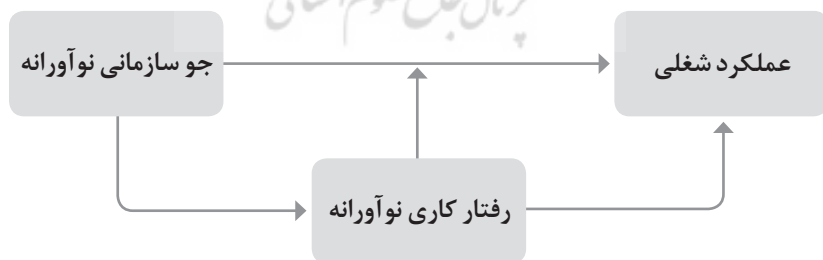 جو سازمانی نوآورانه
عملکرد شغلی
رفتار کاری نوآورانه